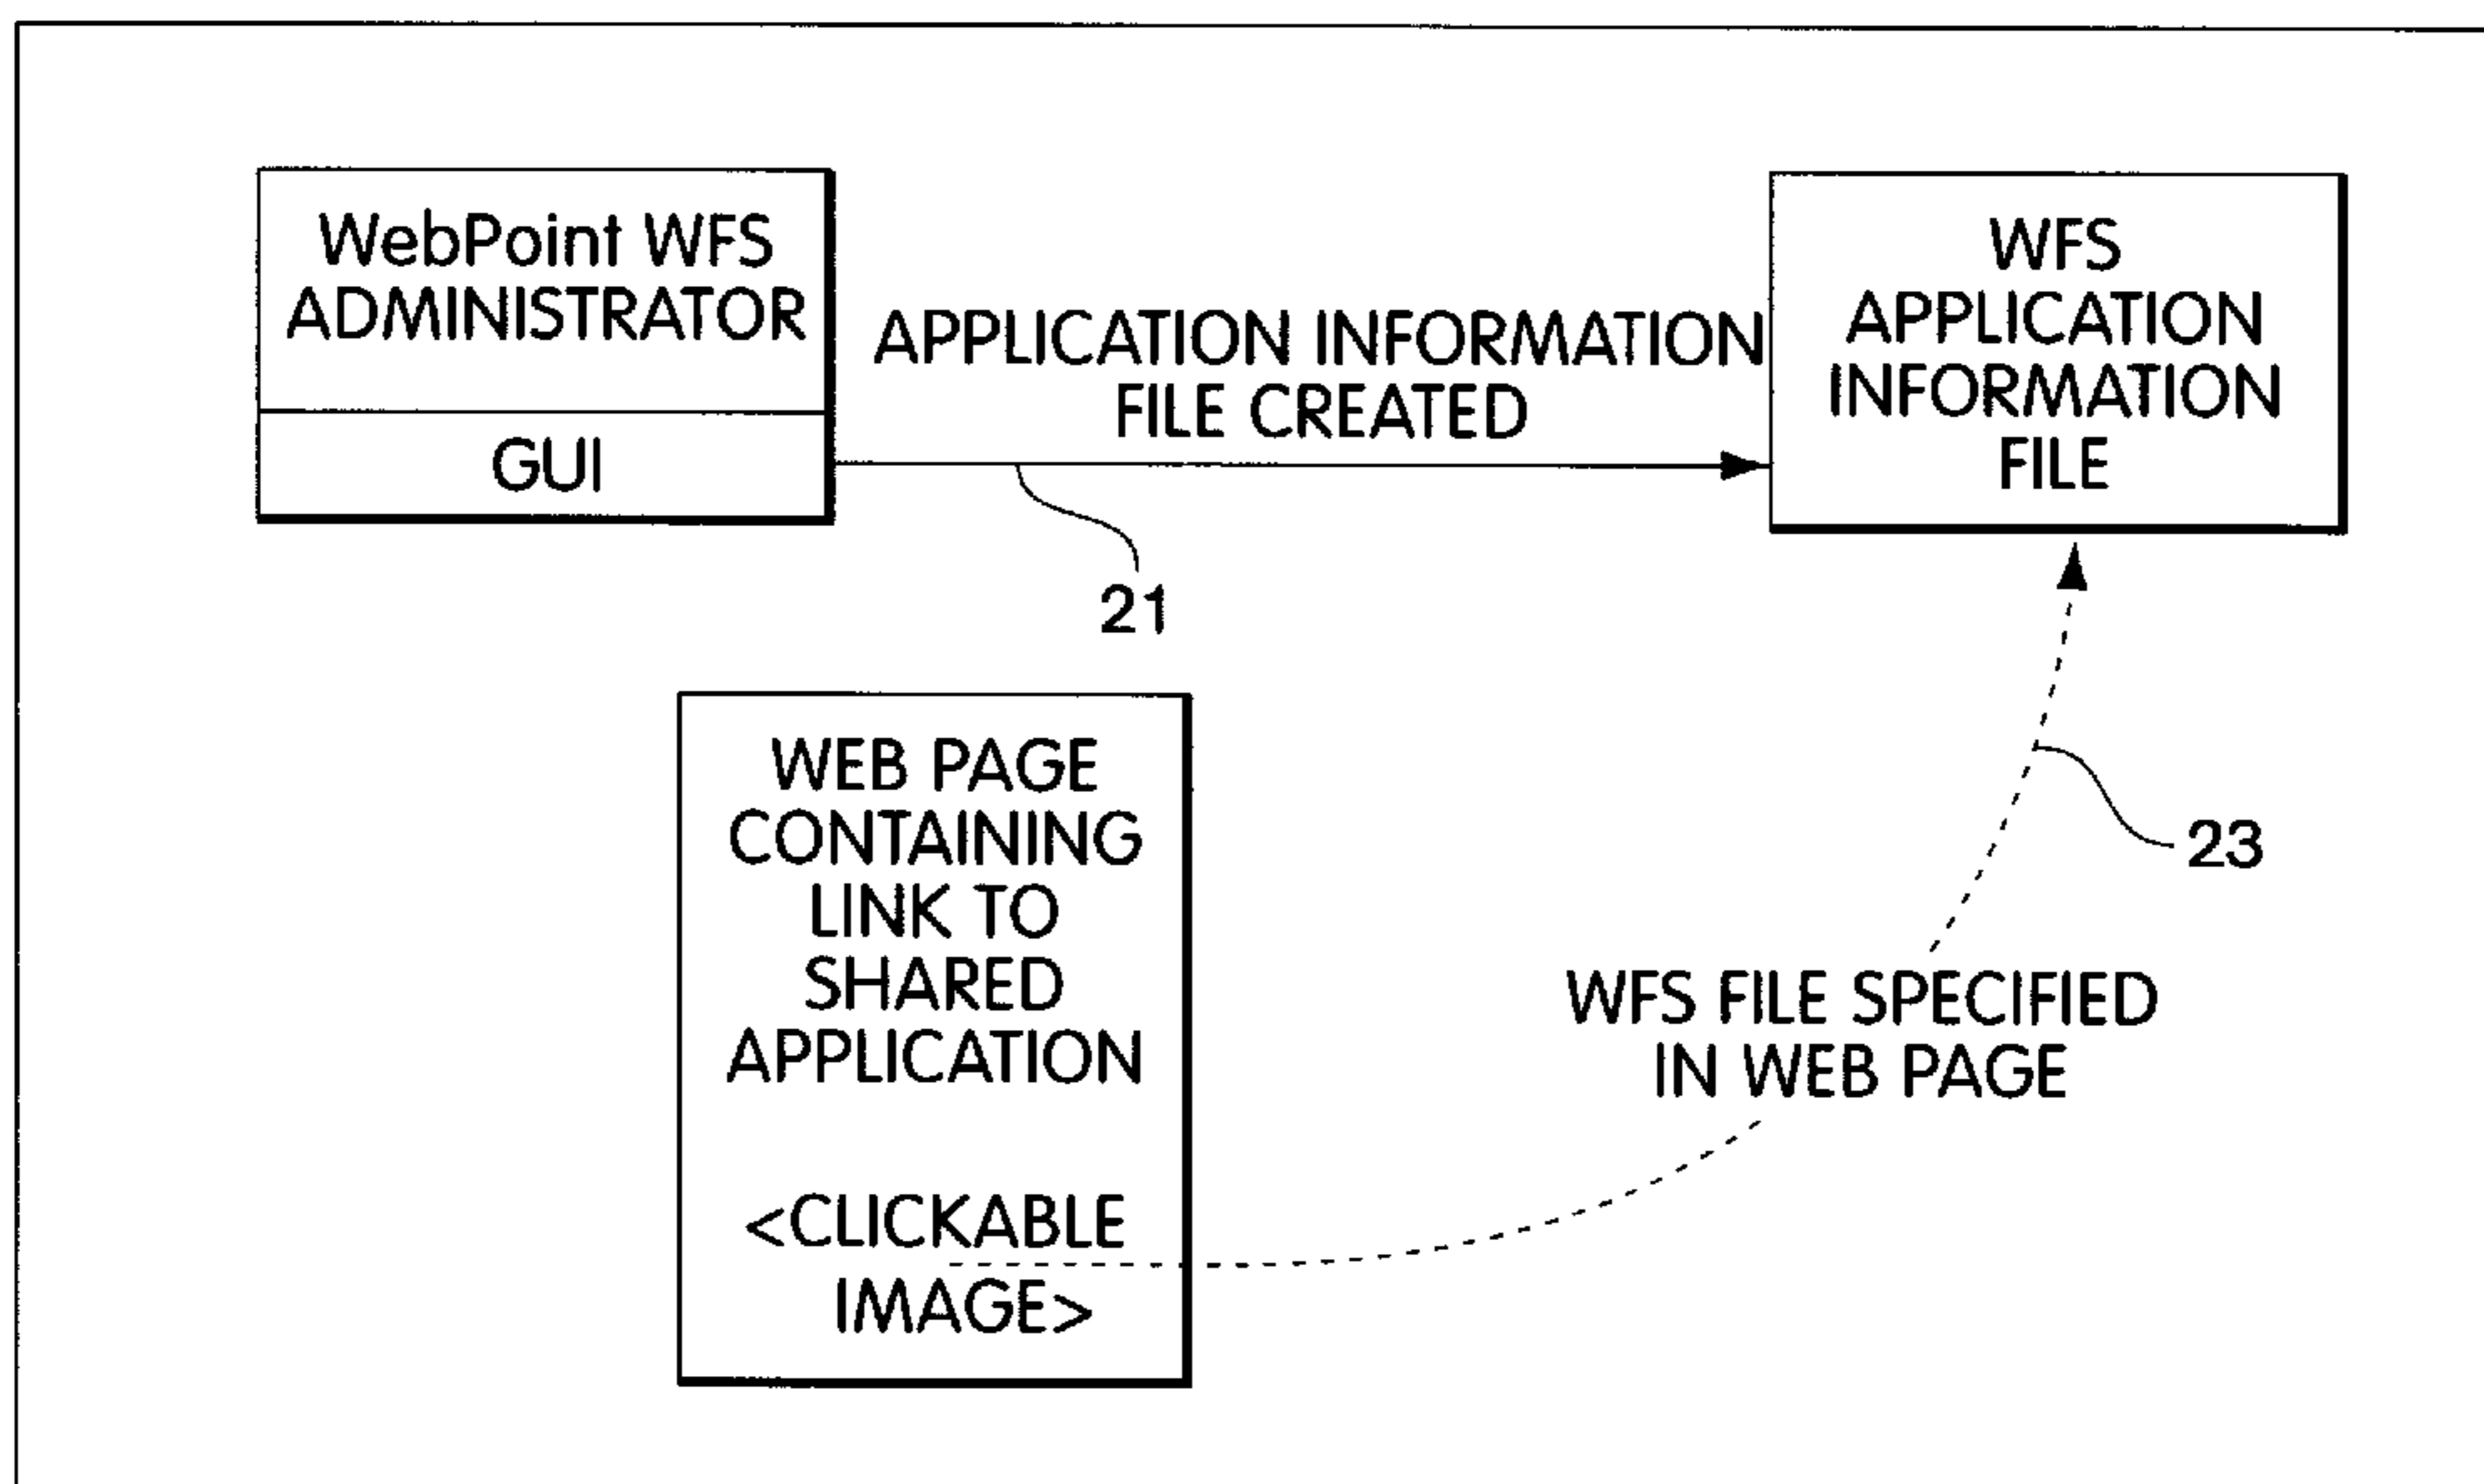 WebPoint WFS
ADMINISTRATOR
GUI
APPLICATION INFORMATION
FILE CREATED
21
WFS
APPLICATION
INFORMATION
FILE
WEB PAGE
CONTAINING
LINK TO
SHARED
APPLICATION
<CLICKABLE
IMAGE>
23
WFS FILE SPECIFIED
IN WEB PAGE